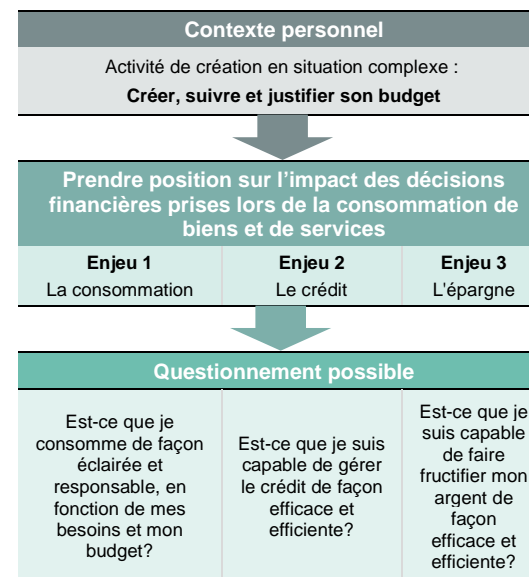 Contexte personnel
Activité de création en situation complexe :
Créer, suivre et justifier son budget
Prendre position sur l'impact des décisions
financières prises lors de la consommation de
biens et de services
Enjeu 1
La consommation
Enjeu 2
Le crédit
Enjeu 3
L'épargne
Questionnement possible
Est-ce que je
consomme de façon
éclairée et
responsable, en
fonction de mes
besoins et mon
budget?
Est-ce que je suis
capable de gérer
le crédit de façon
efficace et
efficiente?
Est-ce que je
suis capable
de faire
fructifier mon
argent de
façon
efficace et
efficiente?